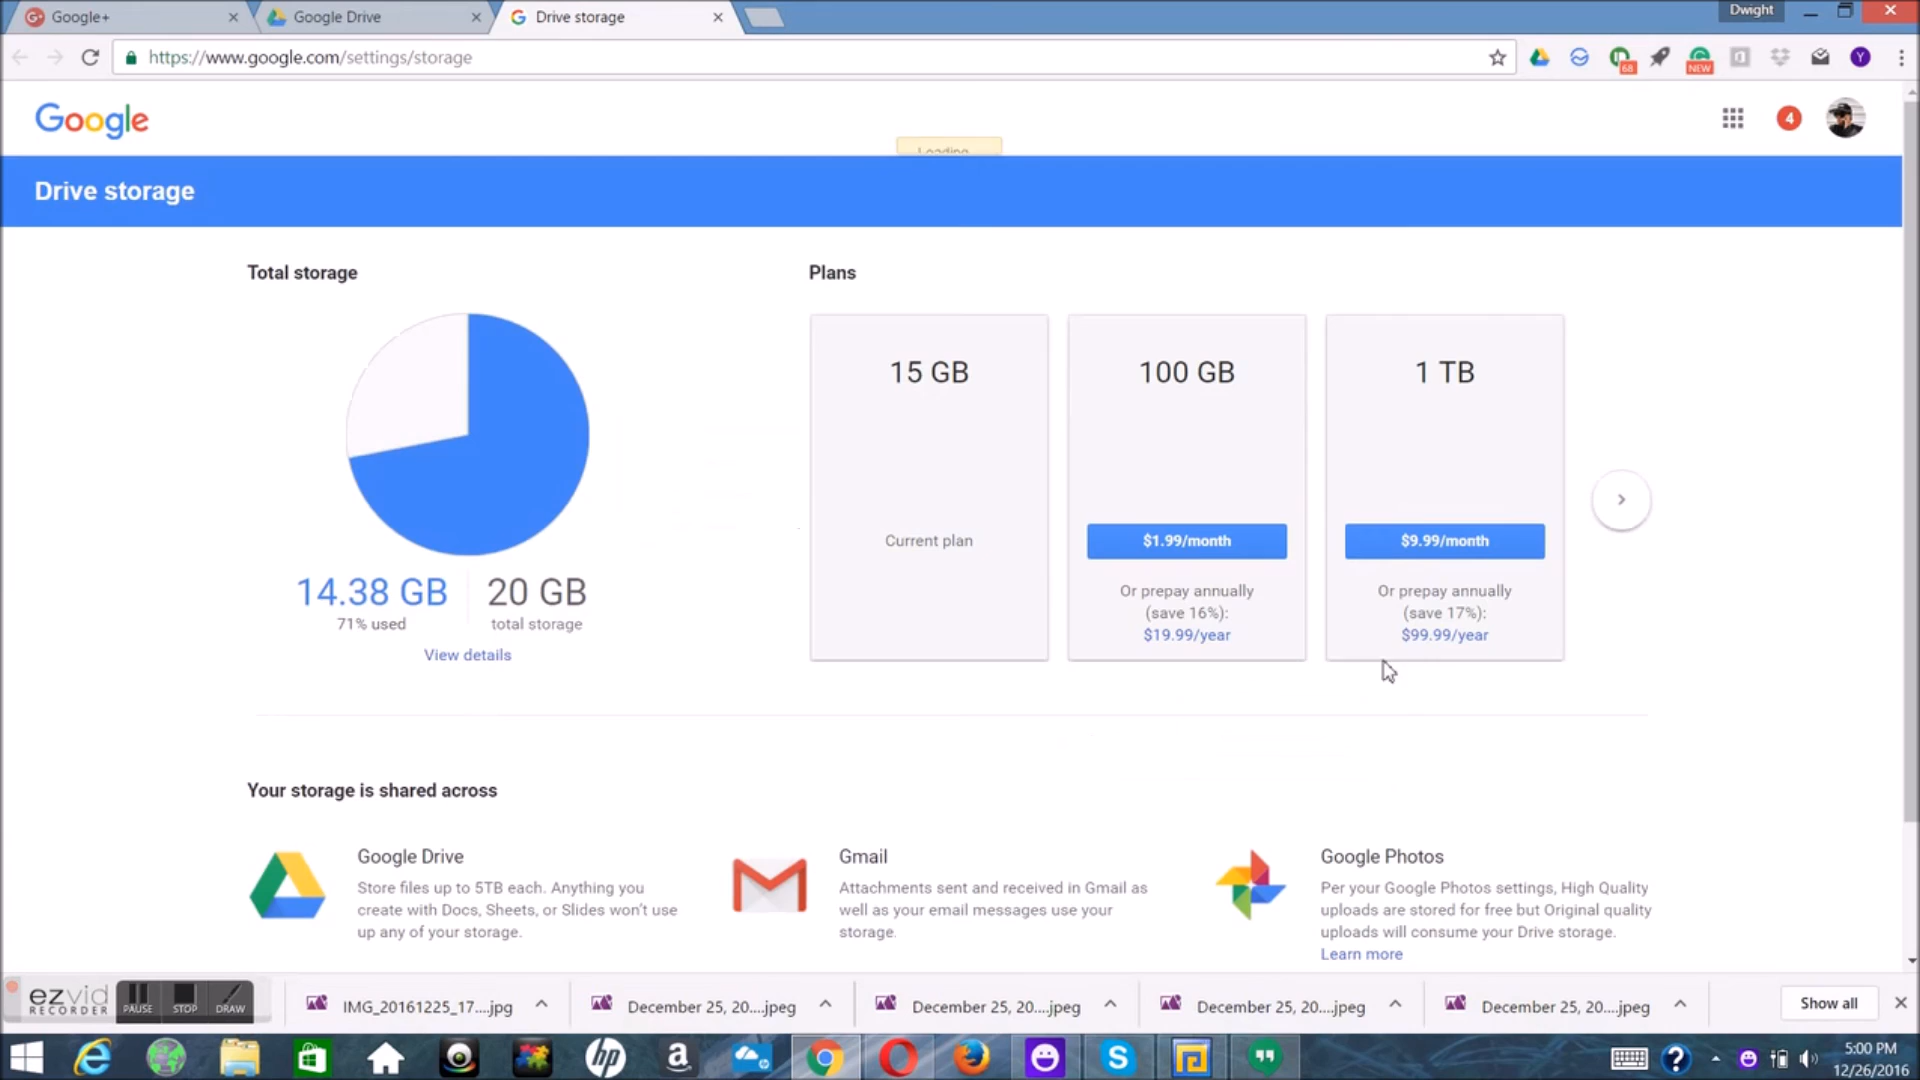 Google+
Google Drive
Drive storage
Dwight
https://www.google.com/settings/storage
68
NEW
Y
Google
4
Loading...
Drive storage
Total storage
Plans
15 GB
100 GB
1 TB
Current plan
$1.99/month
$9.99/month
Or prepay annually
(save 16%):
$19.99/year
Or prepay annually
(save 17%):
$99.99/year
14.38 GB
71% used
20 GB
total storage
View details
Your storage is shared across
Google Drive
Store files up to 5TB each. Anything you
create with Docs, Sheets, or Slides won't use
up any of your storage.
Gmail
Attachments sent and received in Gmail as
well as your email messages use your
storage.
Google Photos
Per your Google Photos settings, High Quality
uploads are stored for free but Original quality
uploads will consume your Drive storage.
Learn more
ezvid
RECORDER
PAUSE
STOP
DRAW
IMG_20161225_17....jpg
December 25, 20....jpeg
December 25, 20....jpeg
December 25, 20....jpeg
December 25, 20....jpeg
Show all
hp
a
S
5:00 PM
12/26/2016